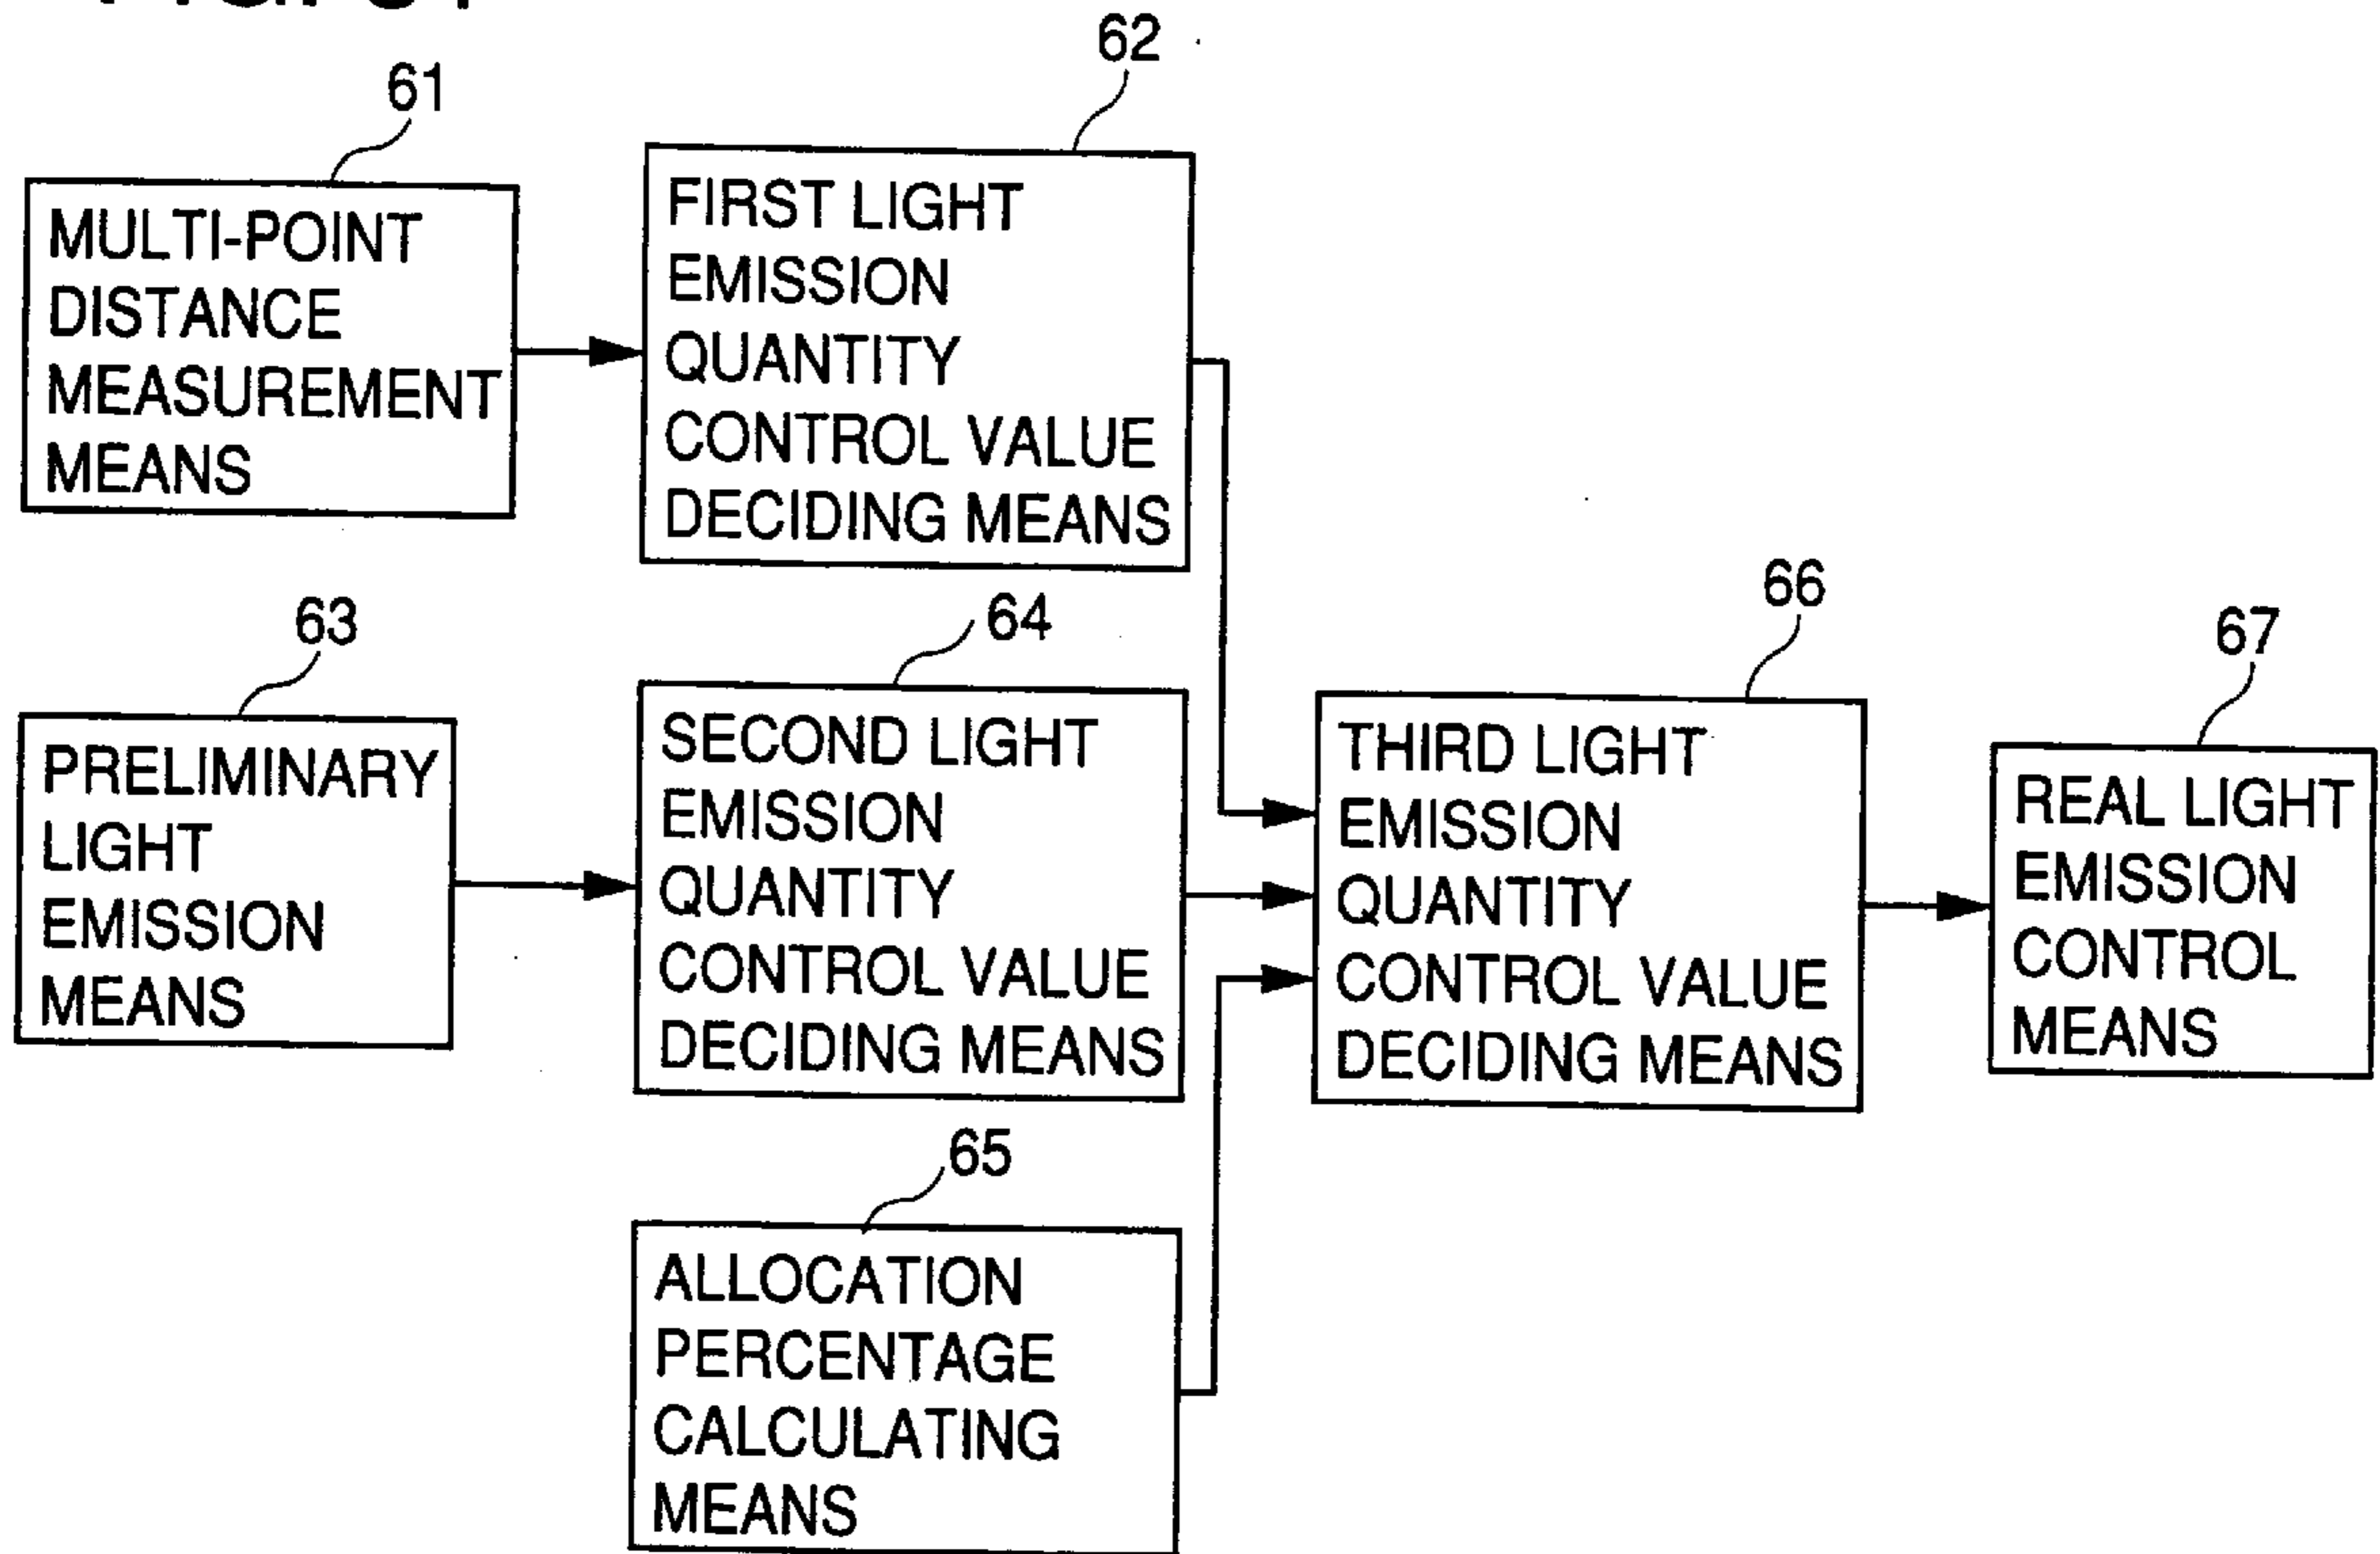 61
MULTI-POINT
DISTANCE
MEASUREMENT
MEANS
62
FIRST LIGHT
EMISSION
QUANTITY
CONTROL VALUE
DECIDING MEANS
63
PRELIMINARY
LIGHT
EMISSION
MEANS
64
SECOND LIGHT
EMISSION
QUANTITY
CONTROL VALUE
DECIDING MEANS
65
ALLOCATION
PERCENTAGE
CALCULATING
MEANS
66
THIRD LIGHT
EMISSION
QUANTITY
CONTROL VALUE
DECIDING MEANS
67
REAL LIGHT
EMISSION
CONTROL
MEANS